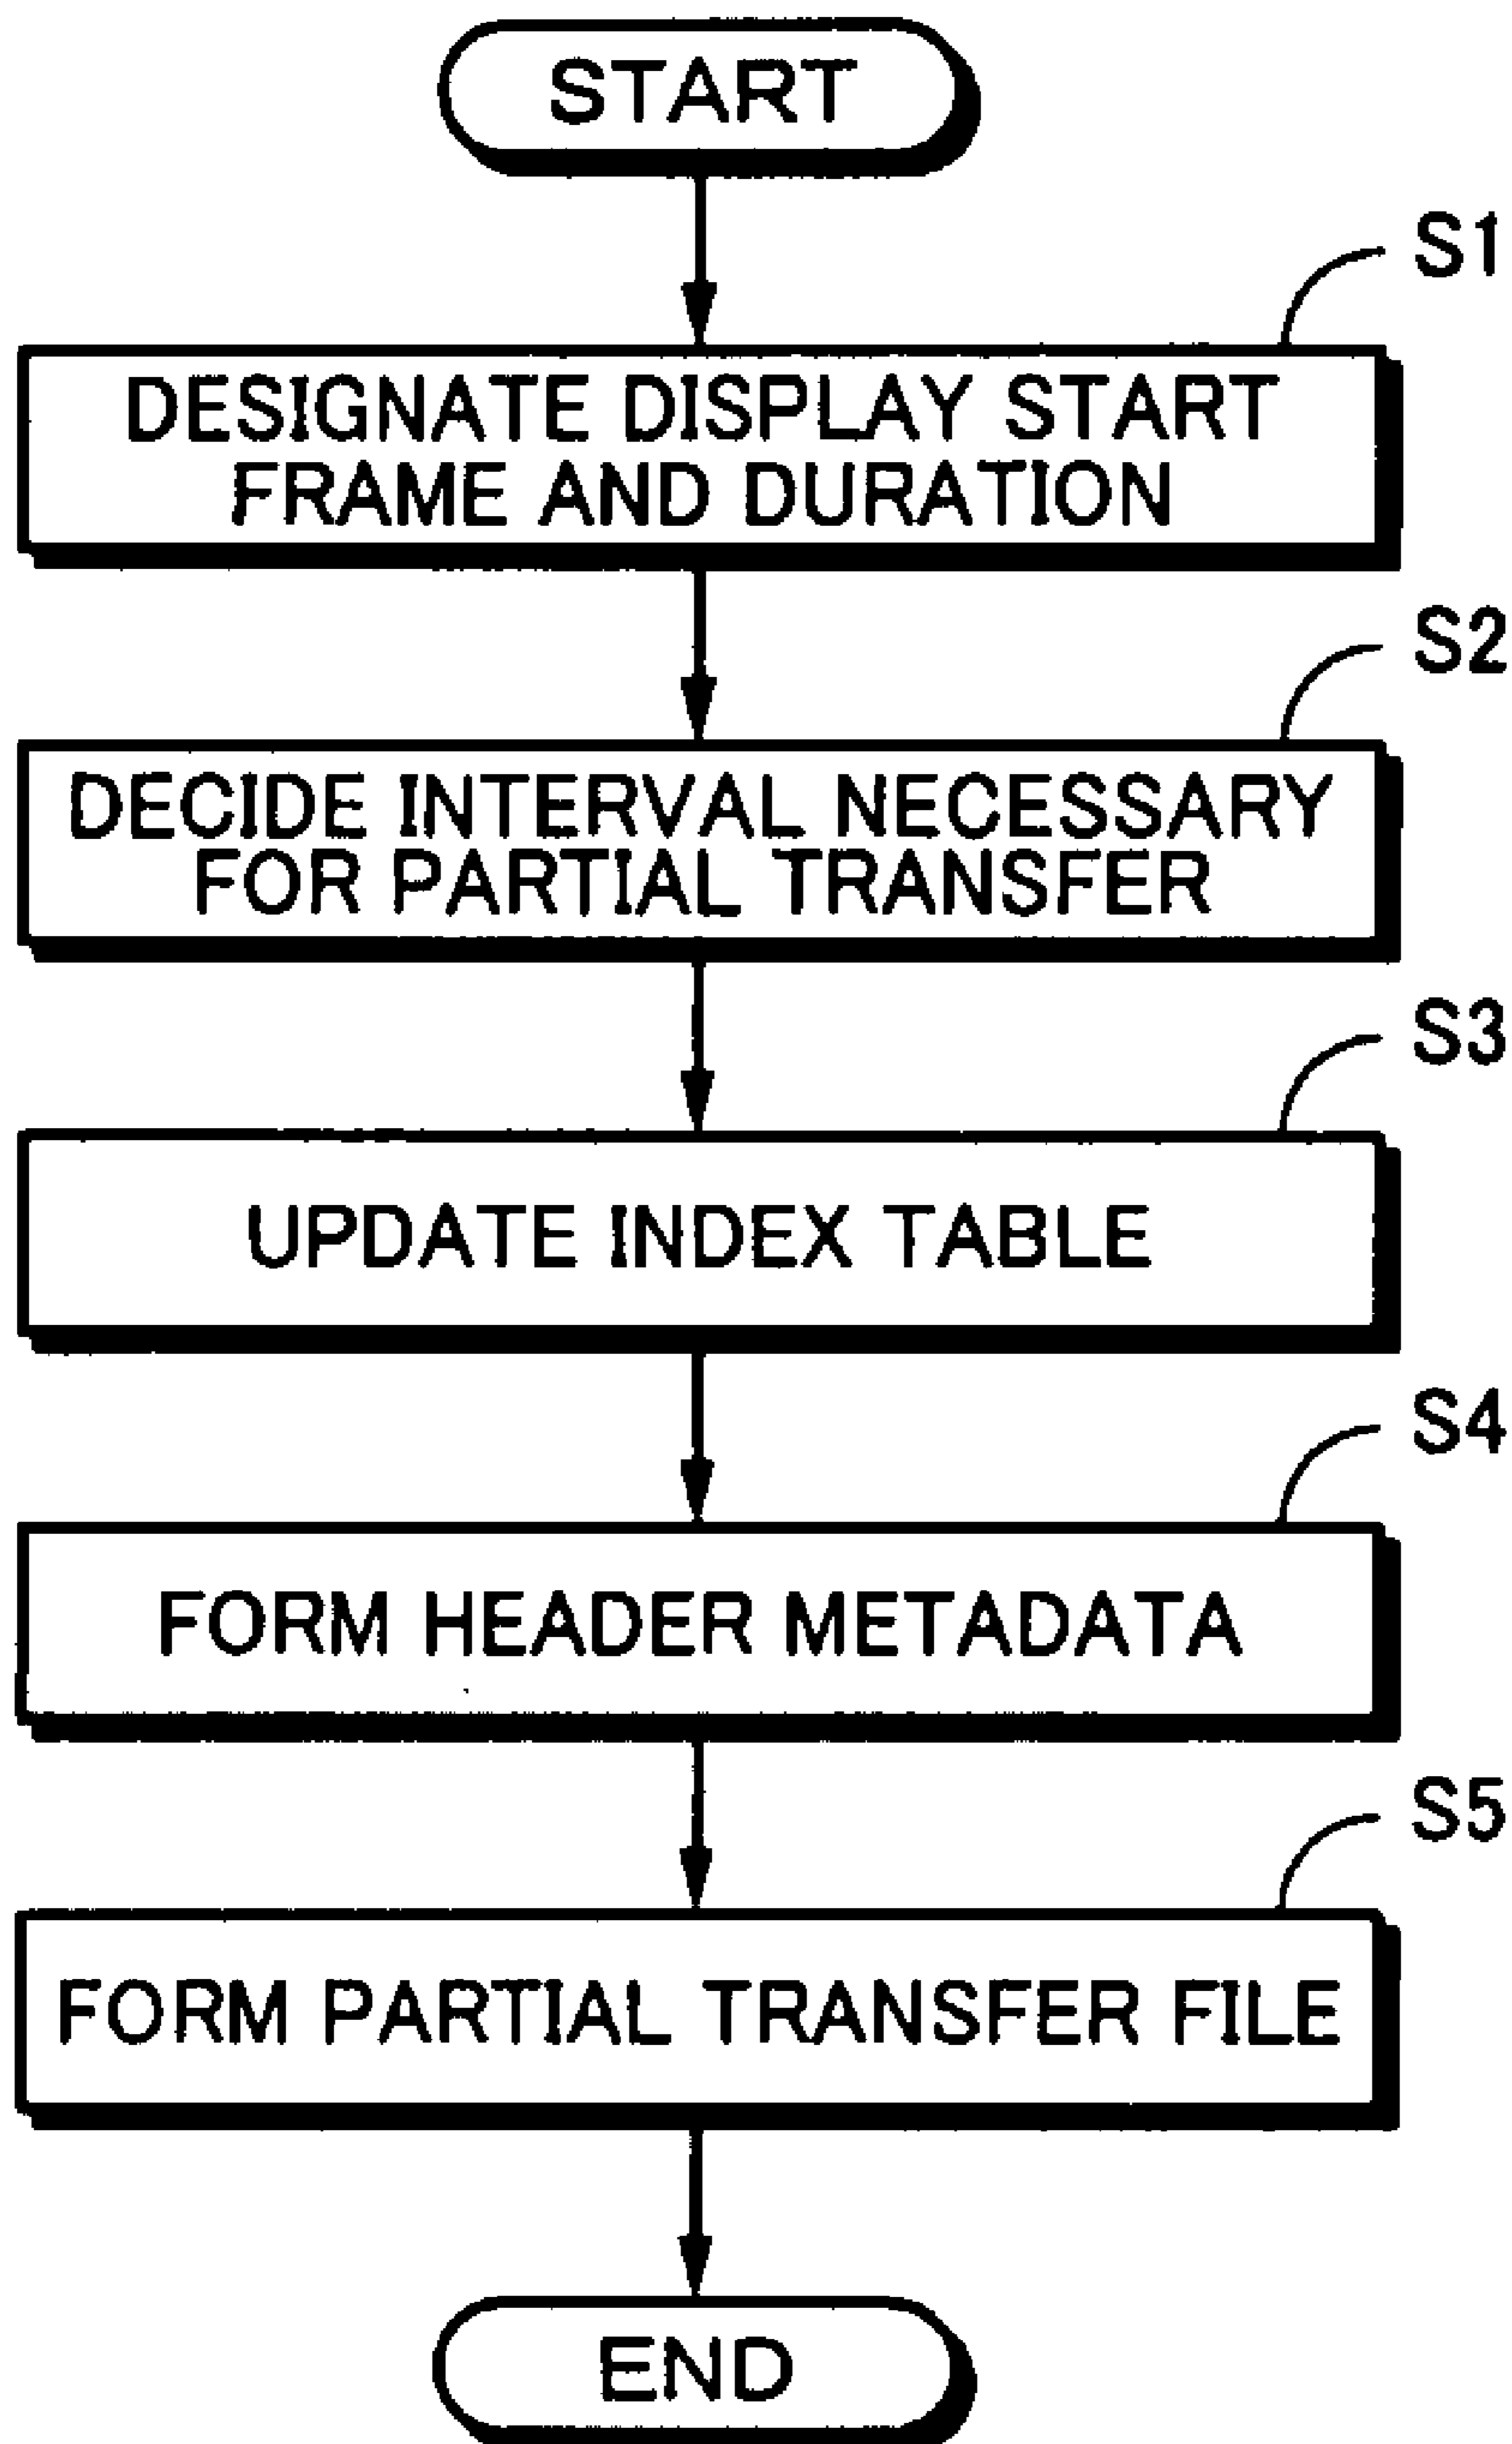 START
S1
DESIGNATE DISPLAY START
FRAME AND DURATION
S2
DECIDE INTERVAL NECESSARY
FOR PARTIAL TRANSFER
S3
UPDATE INDEX TABLE
S4
FORM HEADER METADATA
S5
FORM PARTIAL TRANSFER FILE
END